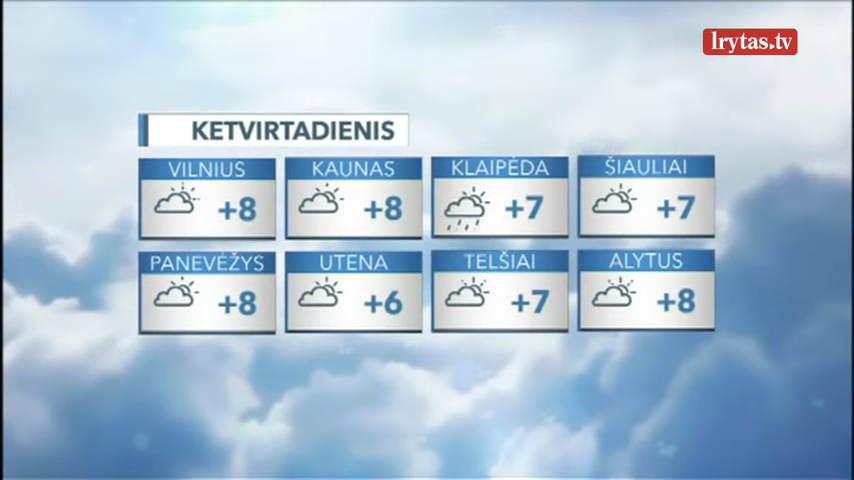 lrytas.tv
KETVIRTADIENIS
VILNIUS KAUNAS KLAIPĖDA ŠIAULIAI
+8 +8 +7 +7
PANEVĖŽYS UTENA TELŠIAI ALYTUS
+8 +6 +7 +8